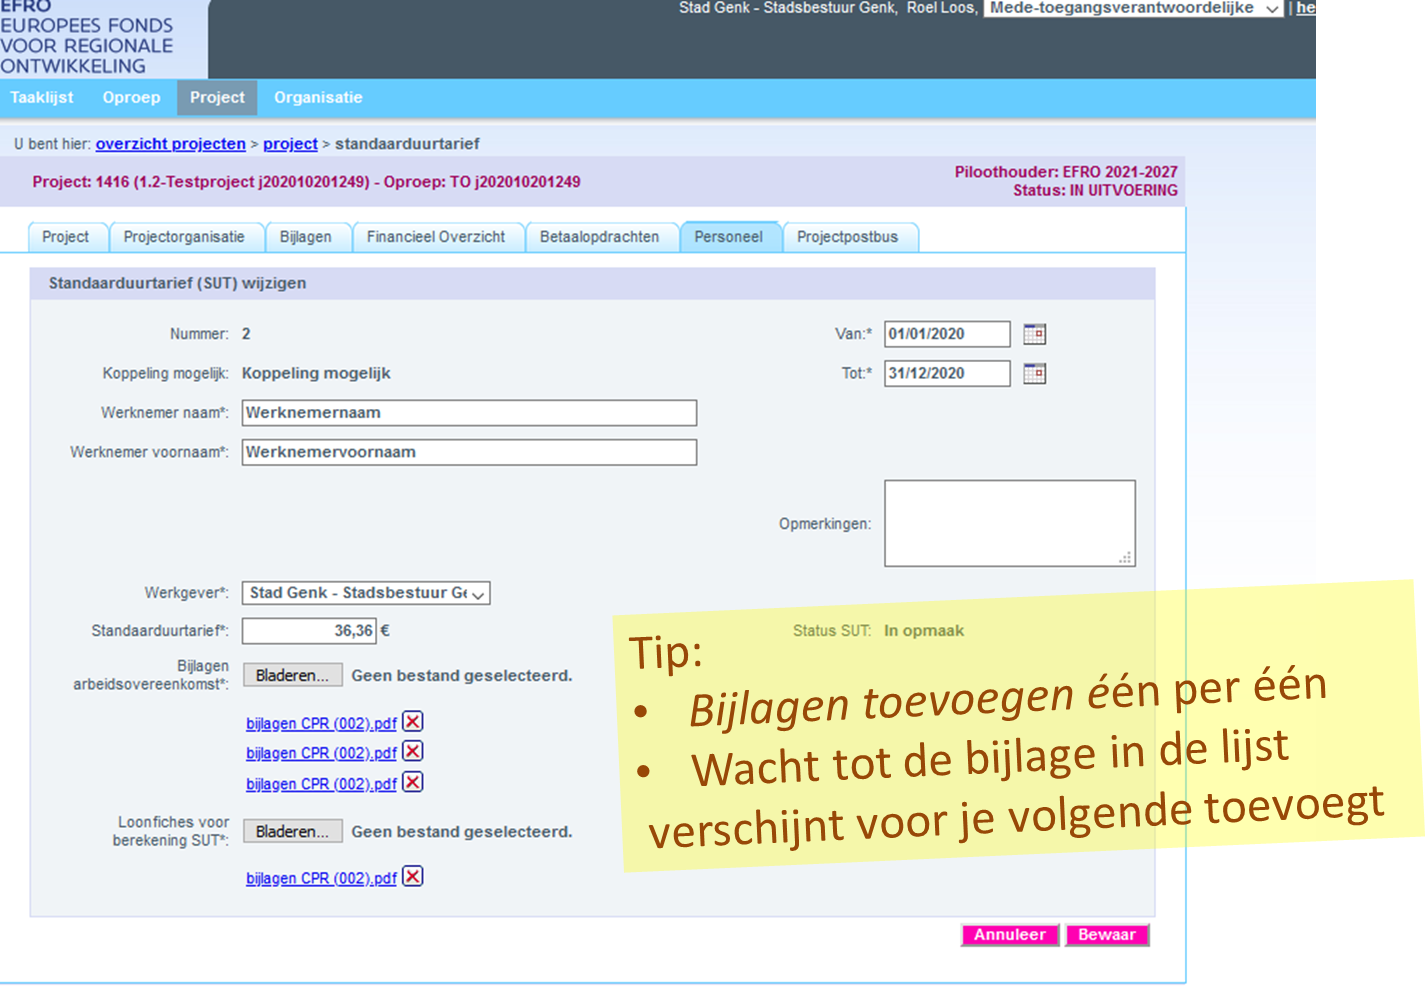 EFRO
EUROPEES FONDS
VOOR REGIONALE
ONTWIKKELING
Stad Genk - Stadsbestuur Genk, Roel Loos, Mede-toegangsverantwoordelijke | he
Taaklijst Oproep Project Organisatie
U bent hier: overzicht projecten > project > standaarduurtarief
Project: 1416 (1.2-Testproject j202010201249) - Oproep: TO j202010201249
Piloothouder: EFRO 2021-2027
Status: IN UITVOERING
Project Projectorganisatie Bijlagen Financieel Overzicht Betaalopdrachten Personeel Projectpostbus
Standaarduurtarief (SUT) wijzigen
Nummer: 2
Van:* 01/01/2020
Koppeling mogelijk: Koppeling mogelijk
Tot:* 31/12/2020
Werknemer naam*: Werknemernaam
Werknemer voornaam*: Werknemervoornaam
Opmerkingen:
Werkgever*: Stad Genk - Stadsbestuur Ge
Standaarduurtarief*: 36,36 €
Status SUT: In opmaak
Bijlagen
arbeidsovereenkomst*:
Bladeren... Geen bestand geselecteerd.
bijlagen CPR (002).pdf
bijlagen CPR (002).pdf
bijlagen CPR (002).pdf
Loonfiches voor
berekening SUT*:
Bladeren... Geen bestand geselecteerd.
bijlagen CPR (002).pdf
Tip:
• Bijlagen toevoegen één per één
• Wacht tot de bijlage in de lijst
verschijnt voor je volgende toevoegt
Annuleer Bewaar